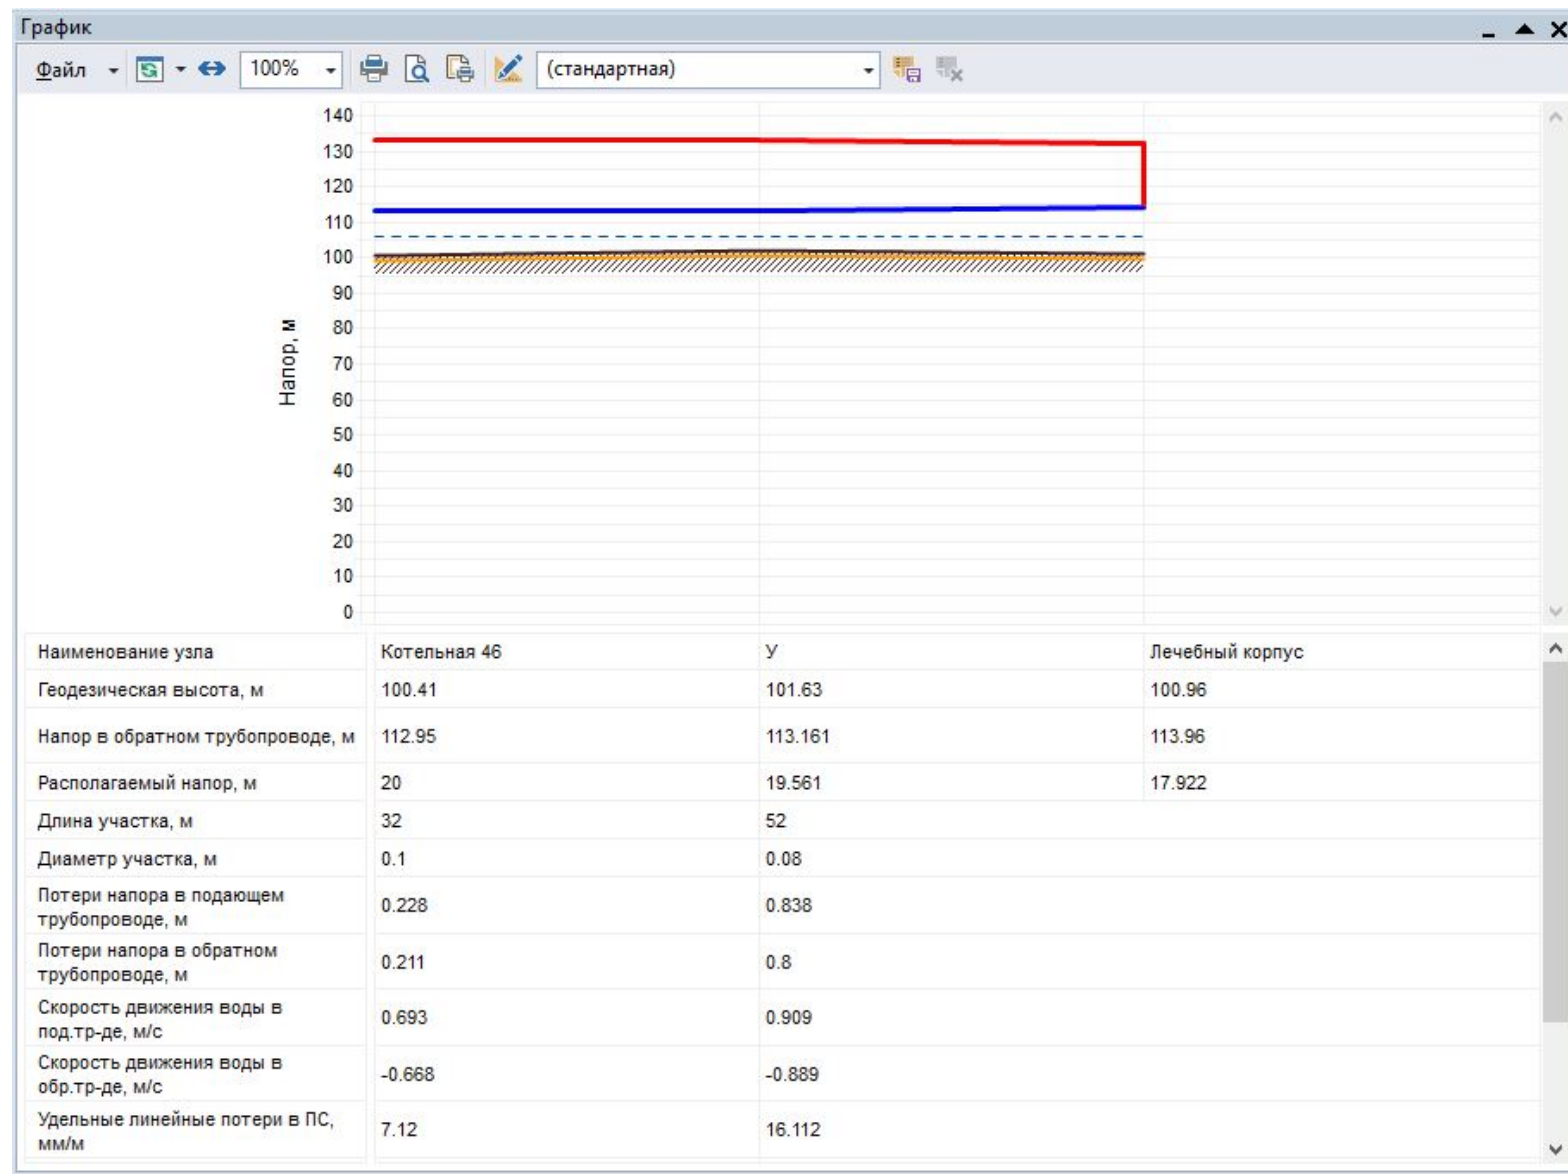 График
Файл 100% (стандартная)
140
130
120
110
100
90
80
70
60
50
40
30
20
10
0
Напор, м
Наименование узла Котельная 46 У Лечебный корпус
Геодезическая высота, м 100.41 101.63 100.96
Напор в обратном трубопроводе, м 112.95 113.161 113.96
Располагаемый напор, м 20 19.561 17.922
Длина участка, м 32 52
Диаметр участка, м 0.1 0.08
Потери напора в подающем
трубопроводе, м 0.228 0.838
Потери напора в обратном
трубопроводе, м 0.211 0.8
Скорость движения воды в
под.тр-де, м/с 0.693 0.909
Скорость движения воды в
обр.тр-де, м/с -0.668 -0.889
Удельные линейные потери в ПС,
мм/м 7.12 16.112